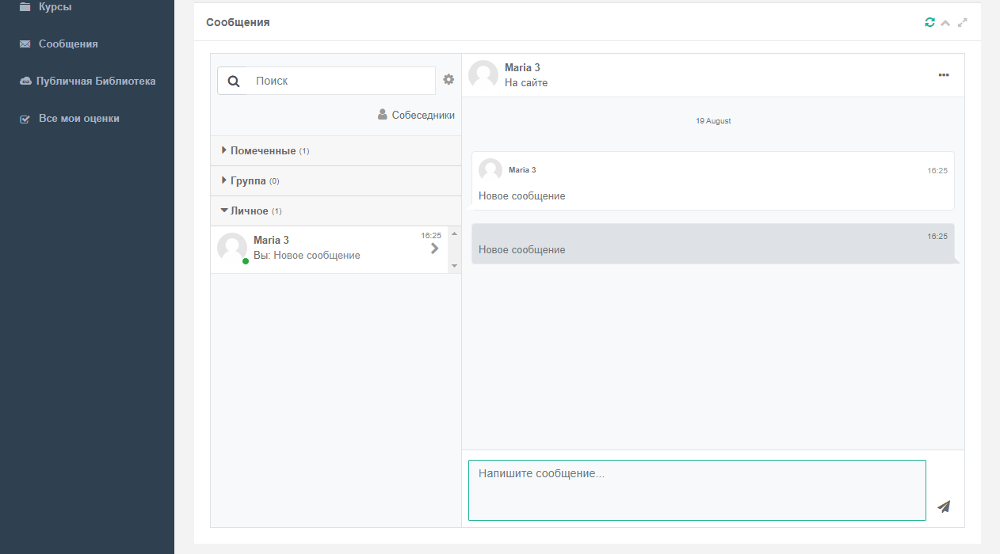 Курсы
Сообщения
Публичная Библиотека
Все мои оценки
Сообщения
Поиск
Собеседники
Помеченные (1)
Группа (0)
Личное (1)
Maria 3 16:25
Вы: Новое сообщение
Maria 3
На сайте
19 August
Maria 3 16:25
Новое сообщение
16:25
Новое сообщение
Напишите сообщение...